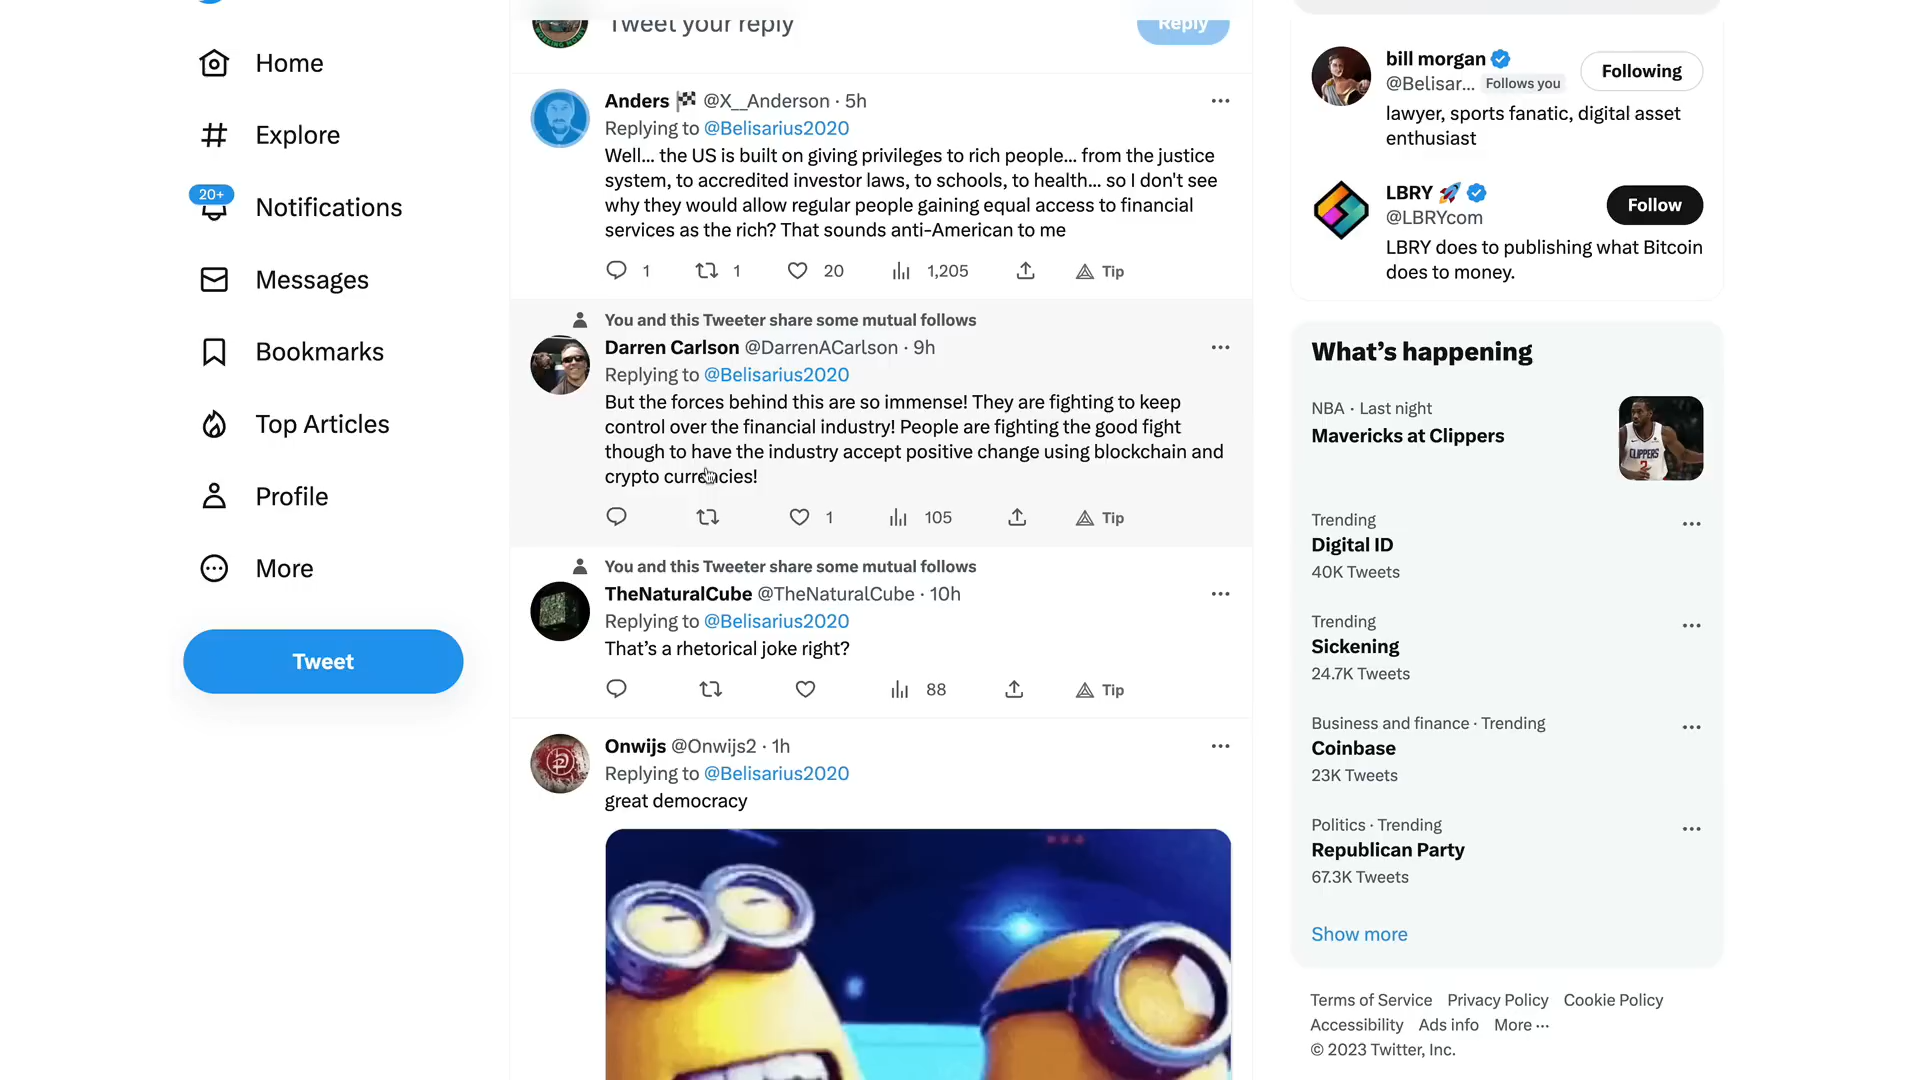 Home
Explore
20+
Notifications
Messages
Bookmarks
Top Articles
Profile
More
Tweet
Tweet your reply
Reply
Anders @X__Anderson · 5h
Replying to @Belisarius2020
Well... the US is built on giving privileges to rich people... from the justice
system, to accredited investor laws, to schools, to health... so I don't see
why they would allow regular people gaining equal access to financial
services as the rich? That sounds anti-American to me
1 1 20 1,205 Tip
You and this Tweeter share some mutual follows
Darren Carlson @DarrenACarlson · 9h
Replying to @Belisarius2020
But the forces behind this are so immense! They are fighting to keep
control over the financial industry! People are fighting the good fight
though to have the industry accept positive change using blockchain and
crypto currencies!
1 105 Tip
You and this Tweeter share some mutual follows
TheNaturalCube @TheNaturalCube · 10h
Replying to @Belisarius2020
That's a rhetorical joke right?
88 Tip
Onwijs @Onwijs2 · 1h
Replying to @Belisarius2020
great democracy
bill morgan
@Belisar... Follows you
Following
lawyer, sports fanatic, digital asset
enthusiast
LBRY
@LBRYcom
Follow
LBRY does to publishing what Bitcoin
does to money.
What's happening
NBA · Last night
Mavericks at Clippers
CLIPPERS
2
Trending
Digital ID
40K Tweets
Trending
Sickening
24.7K Tweets
Business and finance · Trending
Coinbase
23K Tweets
Politics · Trending
Republican Party
67.3K Tweets
Show more
Terms of Service Privacy Policy Cookie Policy
Accessibility Ads info More ···
© 2023 Twitter, Inc.